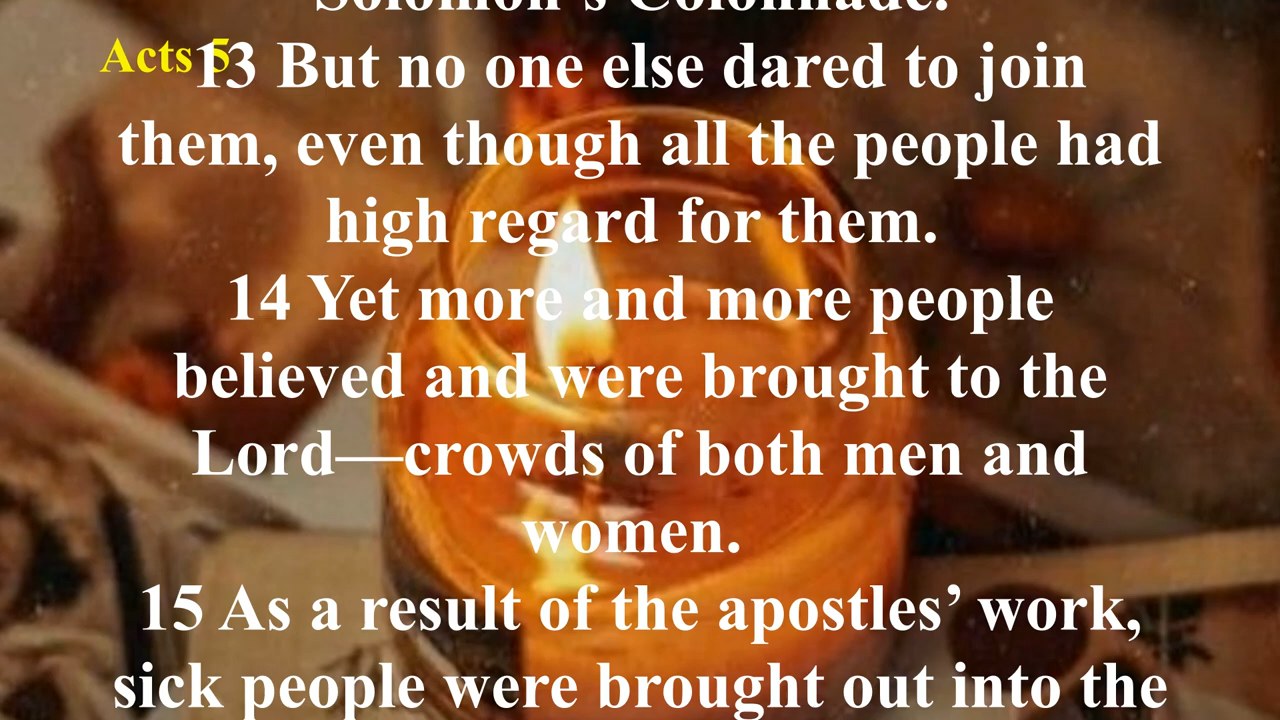 Solomon's Colonnade.
Acts 5
13 But no one else dared to join
them, even though all the people had
high regard for them.
14 Yet more and more people
believed and were brought to the
Lord—crowds of both men and
women.
15 As a result of the apostles’ work,
sick people were brought out into the